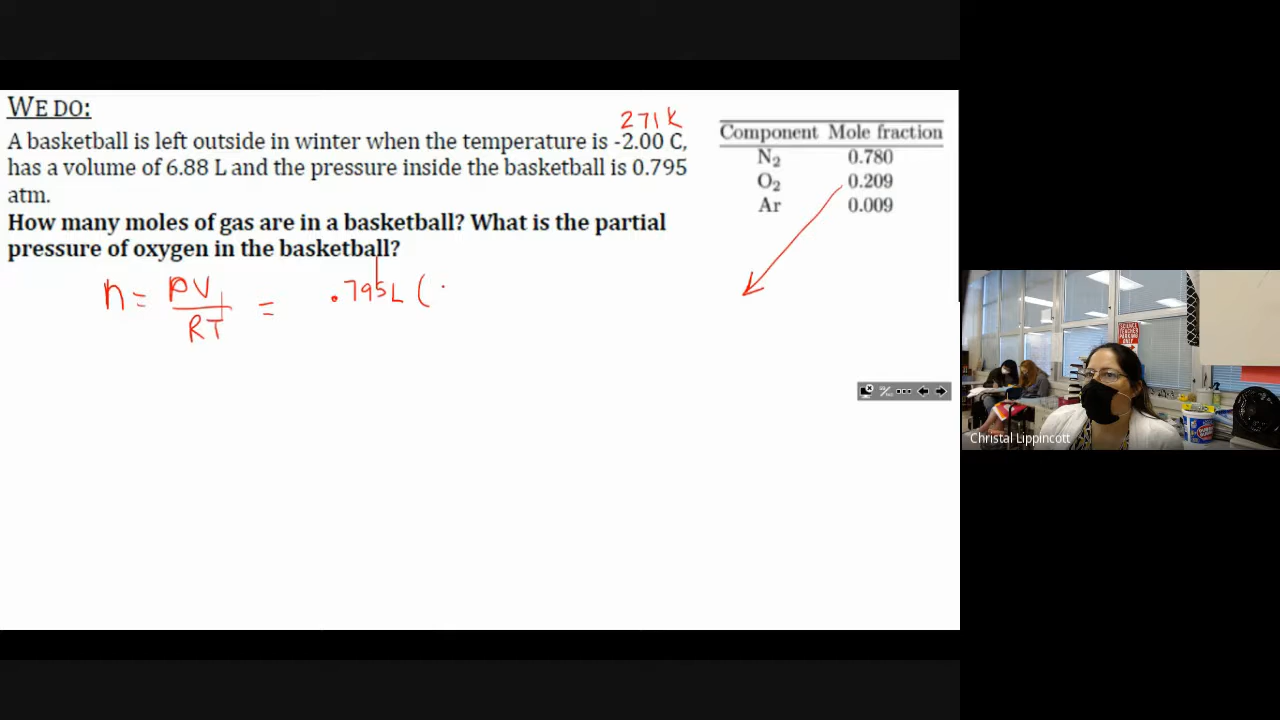 WE DO:
271 K
A basketball is left outside in winter when the temperature is -2.00 C,
has a volume of 6.88 L and the pressure inside the basketball is 0.795
atm.
How many moles of gas are in a basketball? What is the partial
pressure of oxygen in the basketball?
n = PV
RT
= .795L (
Component Mole fraction
N₂ 0.780
O₂ 0.209
Ar 0.009
PARKING
ONLY
Christal Lippincott